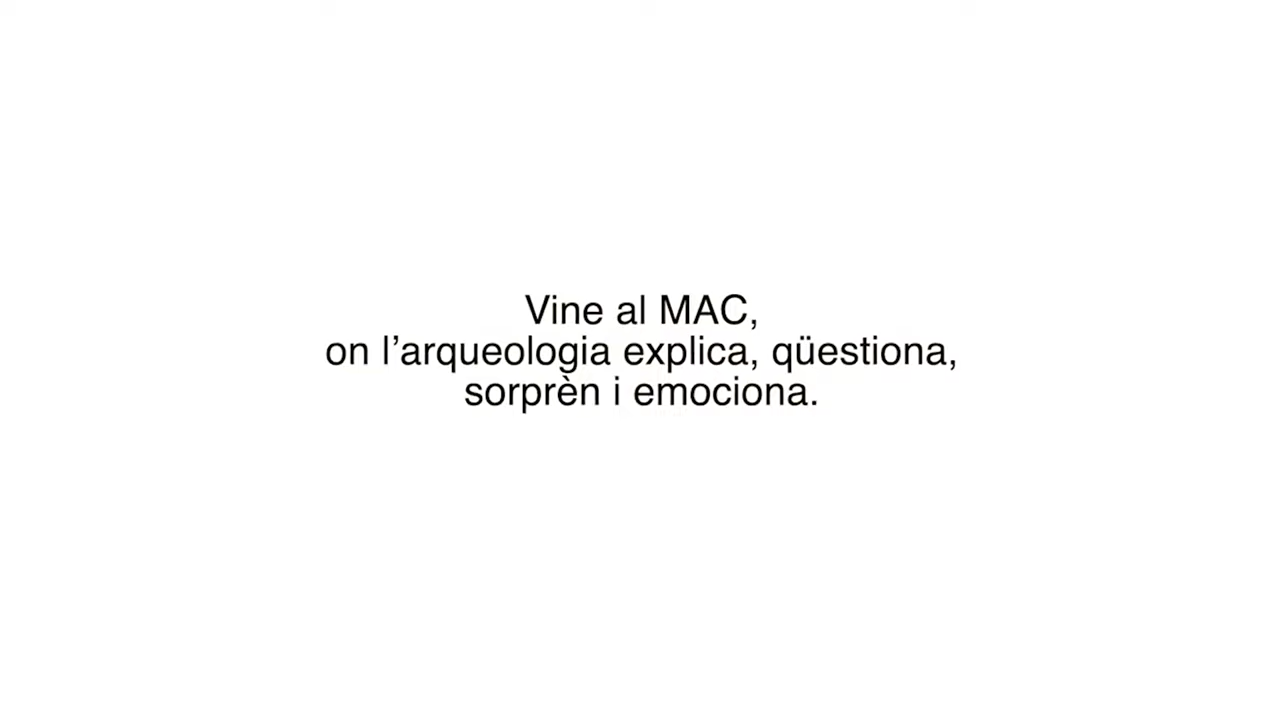 Vine al MAC,
on l’arqueologia explica, qüestiona,
sorprèn i emociona.